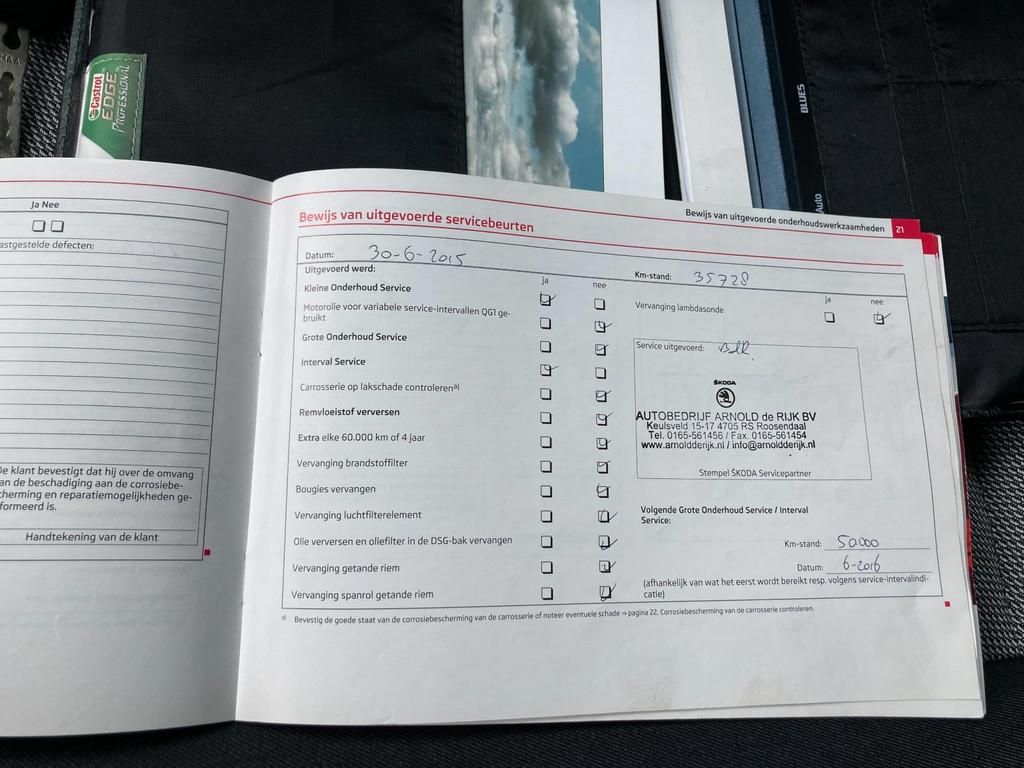 HAA
Castrol
EDGE
PROFESSIONAL
BLUES
Auto
Ja Nee
astgestelde defecten:
De klant bevestigt dat hij over de omvang
an de beschadiging aan de corrosiebe-
cherming en reparatiemogelijkheden ge-
formeerd is.
Handtekening van de klant
Bewijs van uitgevoerde onderhoudswerkzaamheden 21
Bewijs van uitgevoerde servicebeurten
Datum: 30-6-2015
Km-stand: 35728
Uitgevoerd werd:
ja nee
Kleine Onderhoud Service
Motorolie voor variabele service-intervallen QG1 ge-
bruikt
Grote Onderhoud Service
Interval Service
Carrosserie op lakschade controleren a)
Remvloeistof verversen
Extra elke 60.000 km of 4 jaar
Vervanging brandstoffilter
Bougies vervangen
Vervanging luchtfilterelement
Olie verversen en oliefilter in de DSG-bak vervangen
Vervanging getande riem
Vervanging spanrol getande riem
ja nee
Vervanging lambdasonde
Service uitgevoerd:
ŠKODA
AUTOBEDRIJF ARNOLD de RIJK BV
Keulsveld 15-17 4705 RS Roosendaal
Tel. 0165-561456 / Fax. 0165-561454
www.arnoldderijk.nl / info@arnoldderijk.nl
Stempel ŠKODA Servicepartner
Volgende Grote Onderhoud Service / Interval
Service:
Km-stand: 50000
Datum: 6-2016
(afhankelijk van wat het eerst wordt bereikt resp. volgens service-intervalindi-
catie)
a) Bevestig de goede staat van de corrosiebescherming van de carrosserie of noteer eventuele schade ⇒ pagina 22, Corrosiebescherming van de carrosserie controleren.